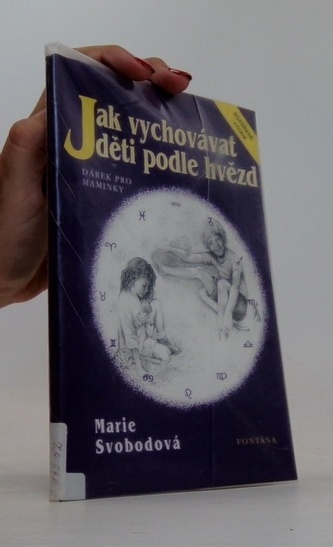 Jak vychovávat
děti podle hvězd
DÁREK PRO
MAMINKY
Marie
Svobodová
FONTANA